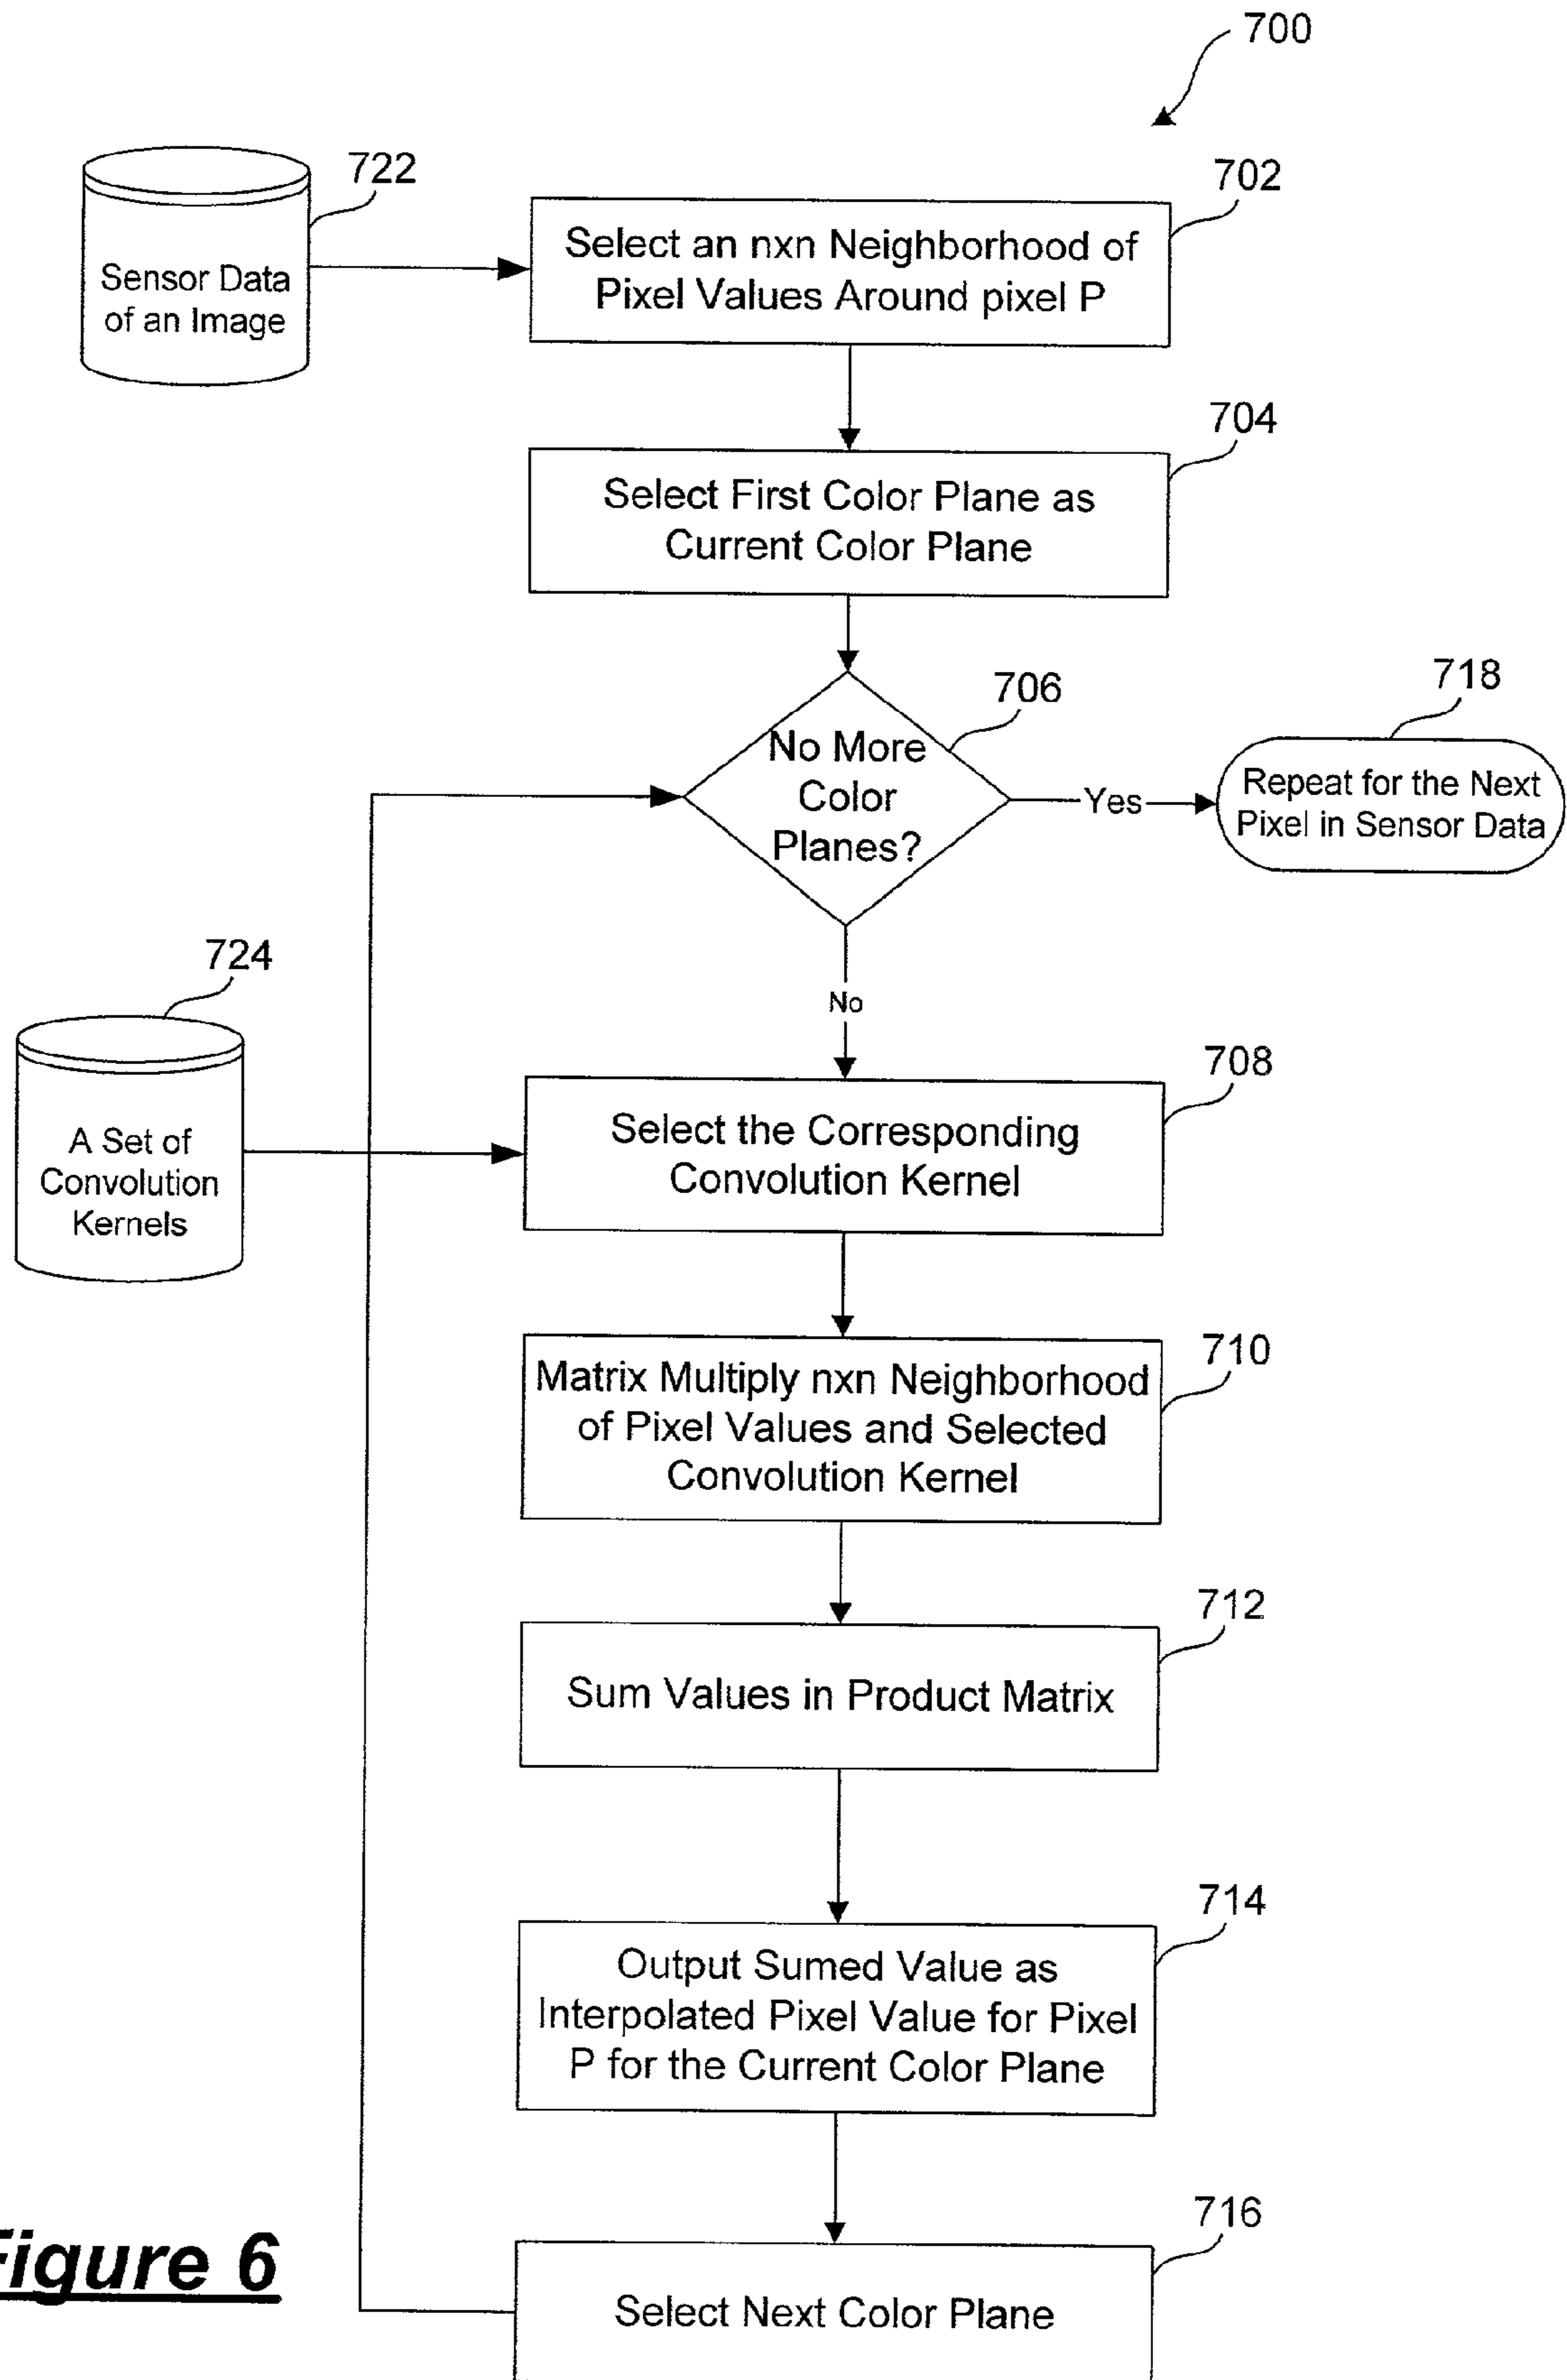 700
722
Sensor Data
of an Image
702
Select an nxn Neighborhood of
Pixel Values Around pixel P
704
Select First Color Plane as
Current Color Plane
706
No More
Color
Planes?
Yes
718
Repeat for the Next
Pixel in Sensor Data
No
724
A Set of
Convolution
Kernels
708
Select the Corresponding
Convolution Kernel
710
Matrix Multiply nxn Neighborhood
of Pixel Values and Selected
Convolution Kernel
712
Sum Values in Product Matrix
714
Output Sumed Value as
Interpolated Pixel Value for Pixel
P for the Current Color Plane
716
Select Next Color Plane
Figure 6